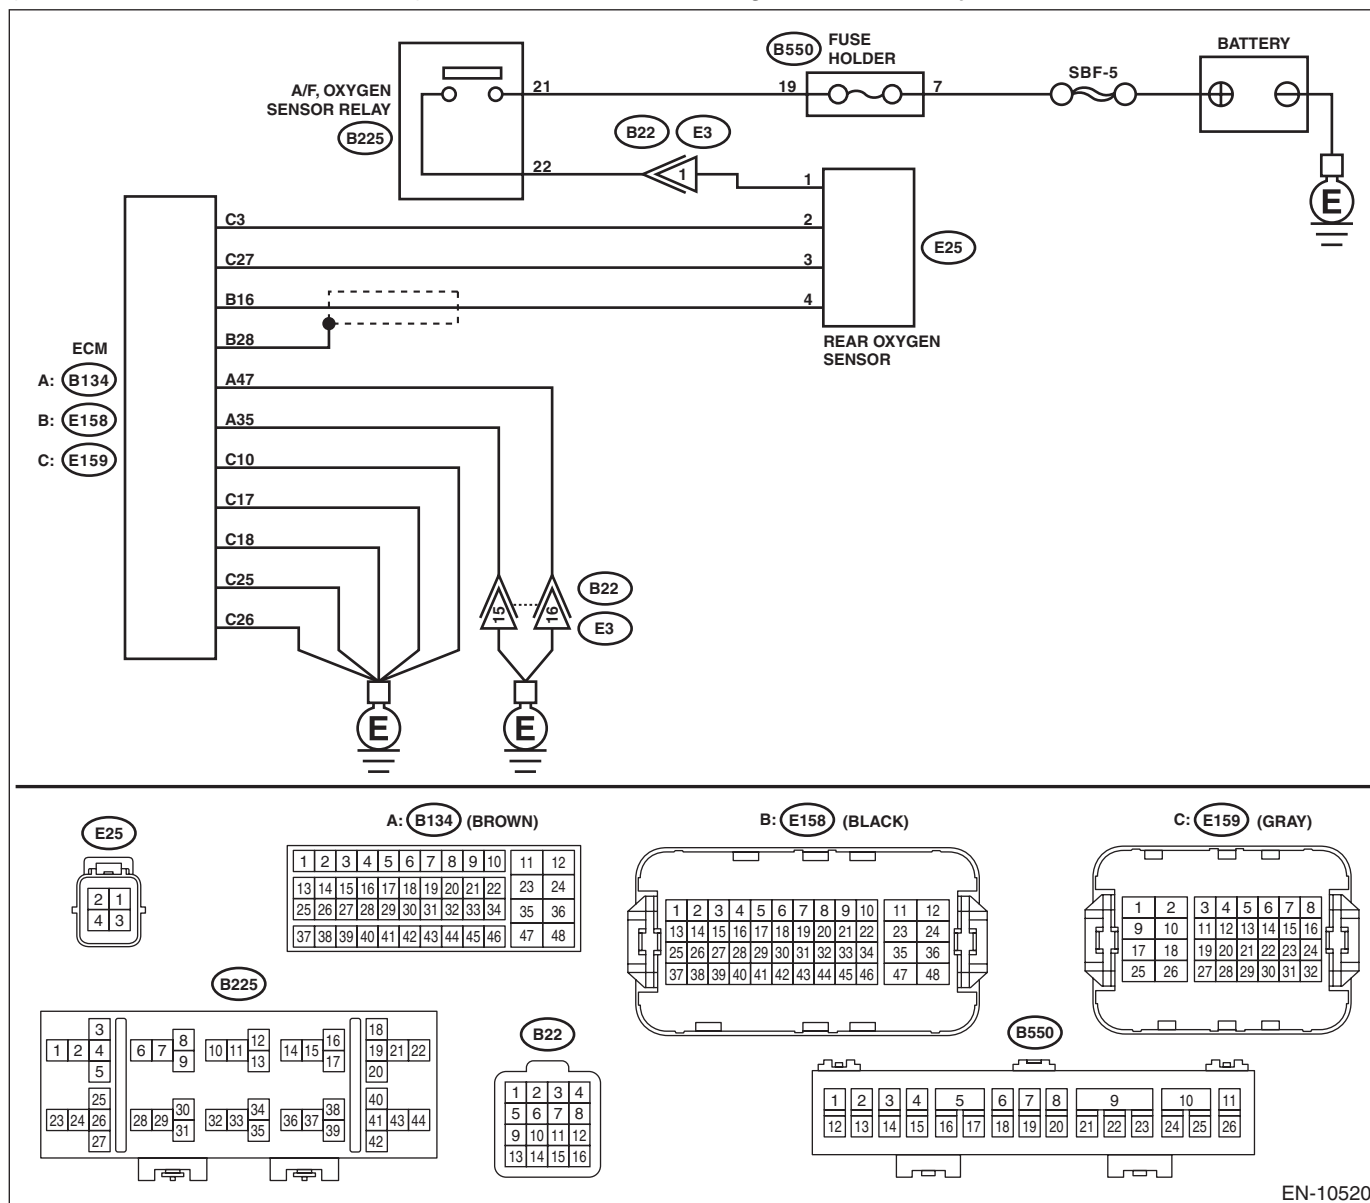 B550 FUSE HOLDER
BATTERY
A/F, OXYGEN SENSOR RELAY
B225
21
19
7
SBF-5
B22 E3
22
1
1
C3
2
E25
C27
3
B16
4
B28
REAR OXYGEN SENSOR
ECM
A: B134
B: E158
C: E159
A47
A35
C10
C17
C18
C25
C26
15
16
B22
E3
E
E
E
E25
2 1
4 3
A: B134 (BROWN)
1 2 3 4 5 6 7 8 9 10 11 12
13 14 15 16 17 18 19 20 21 22 23 24
25 26 27 28 29 30 31 32 33 34 35 36
37 38 39 40 41 42 43 44 45 46 47 48
B: E158 (BLACK)
1 2 3 4 5 6 7 8 9 10 11 12
13 14 15 16 17 18 19 20 21 22 23 24
25 26 27 28 29 30 31 32 33 34 35 36
37 38 39 40 41 42 43 44 45 46 47 48
C: E159 (GRAY)
1 2 3 4 5 6 7 8
9 10 11 12 13 14 15 16
17 18 19 20 21 22 23 24
25 26 27 28 29 30 31 32
B225
3 8 12 16 18
1 2 4 6 7 10 11 14 15 19 21 22
5 9 13 17 20
25 30 34 38 40
23 24 26 28 29 32 33 36 37 41 43 44
27 31 35 39 42
B22
1 2 3 4
5 6 7 8
9 10 11 12
13 14 15 16
B550
1 2 3 4 5 6 7 8 9 10 11
12 13 14 15 16 17 18 19 20 21 22 23 24 25 26
EN-10520